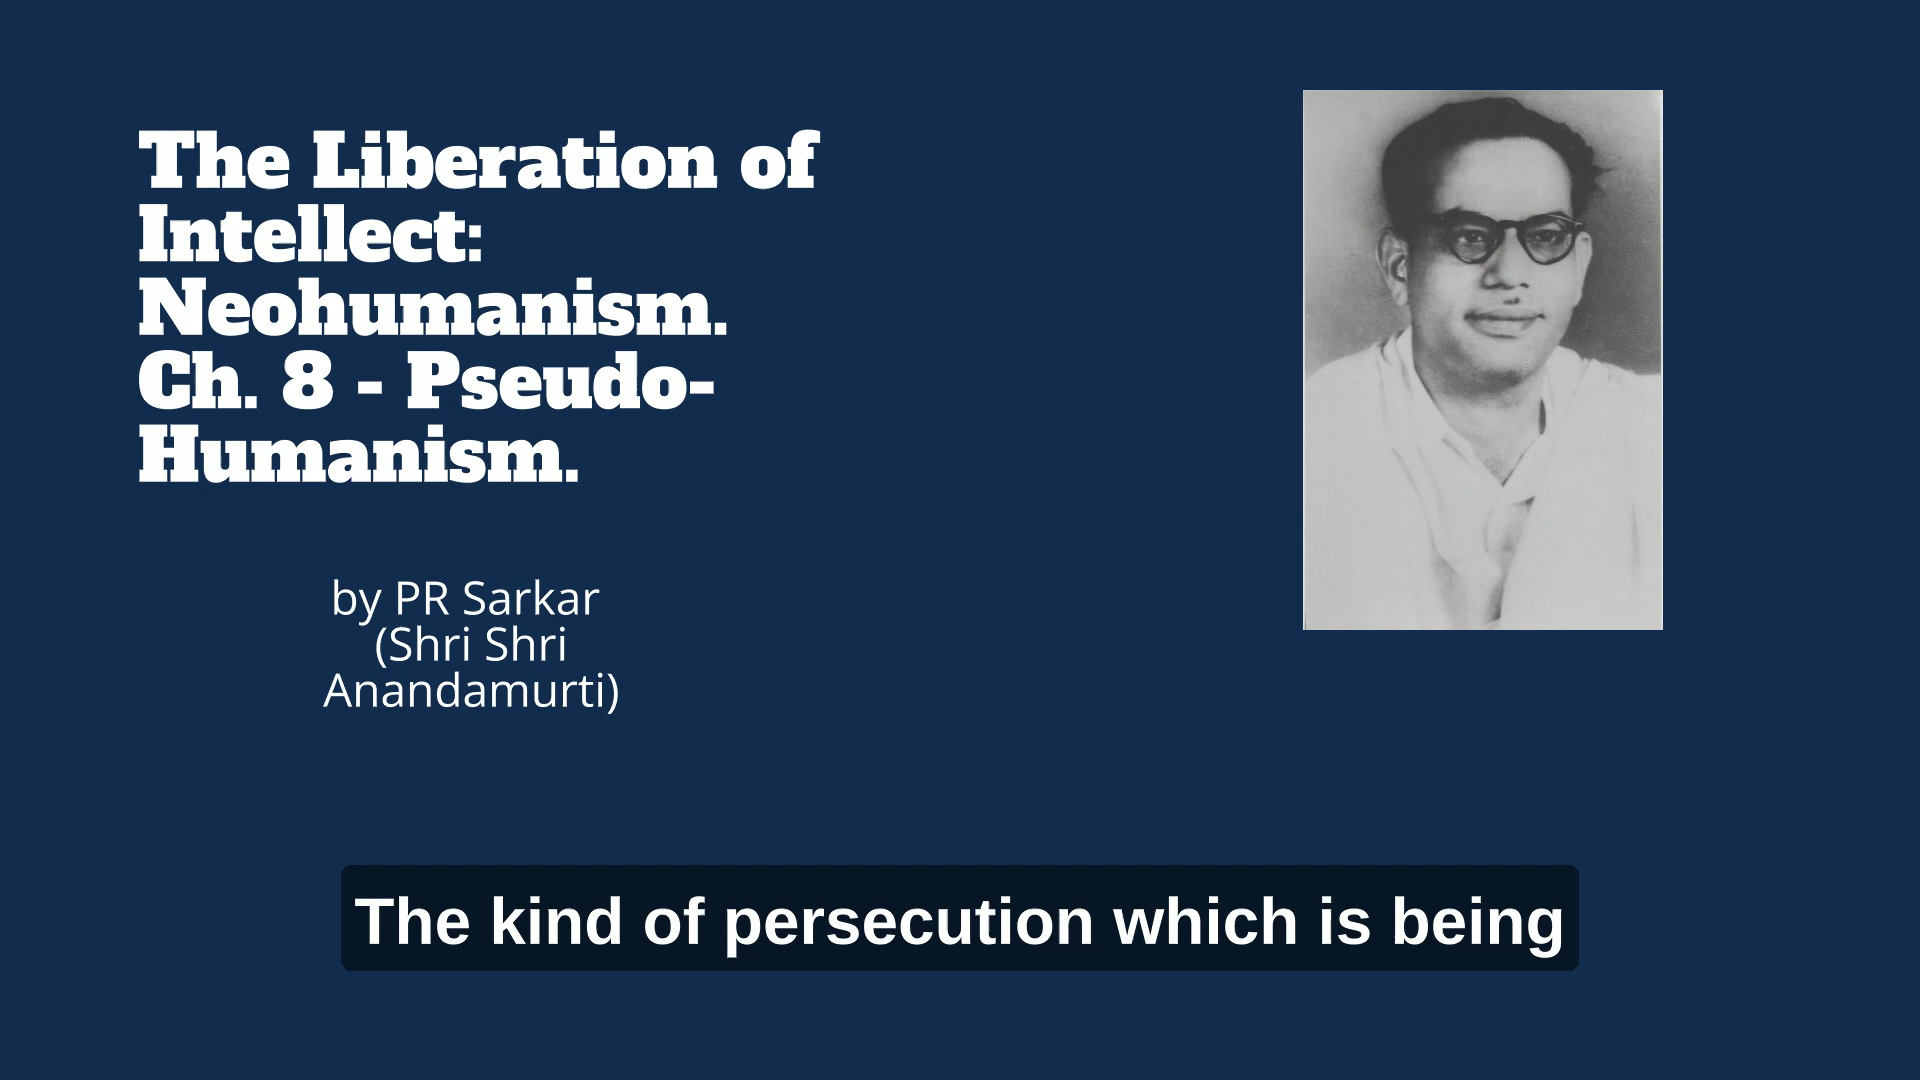 The Liberation of
Intellect:
Neohumanism.
Ch. 8 - Pseudo-
Humanism.
by PR Sarkar
(Shri Shri
Anandamurti)
The kind of persecution which is being